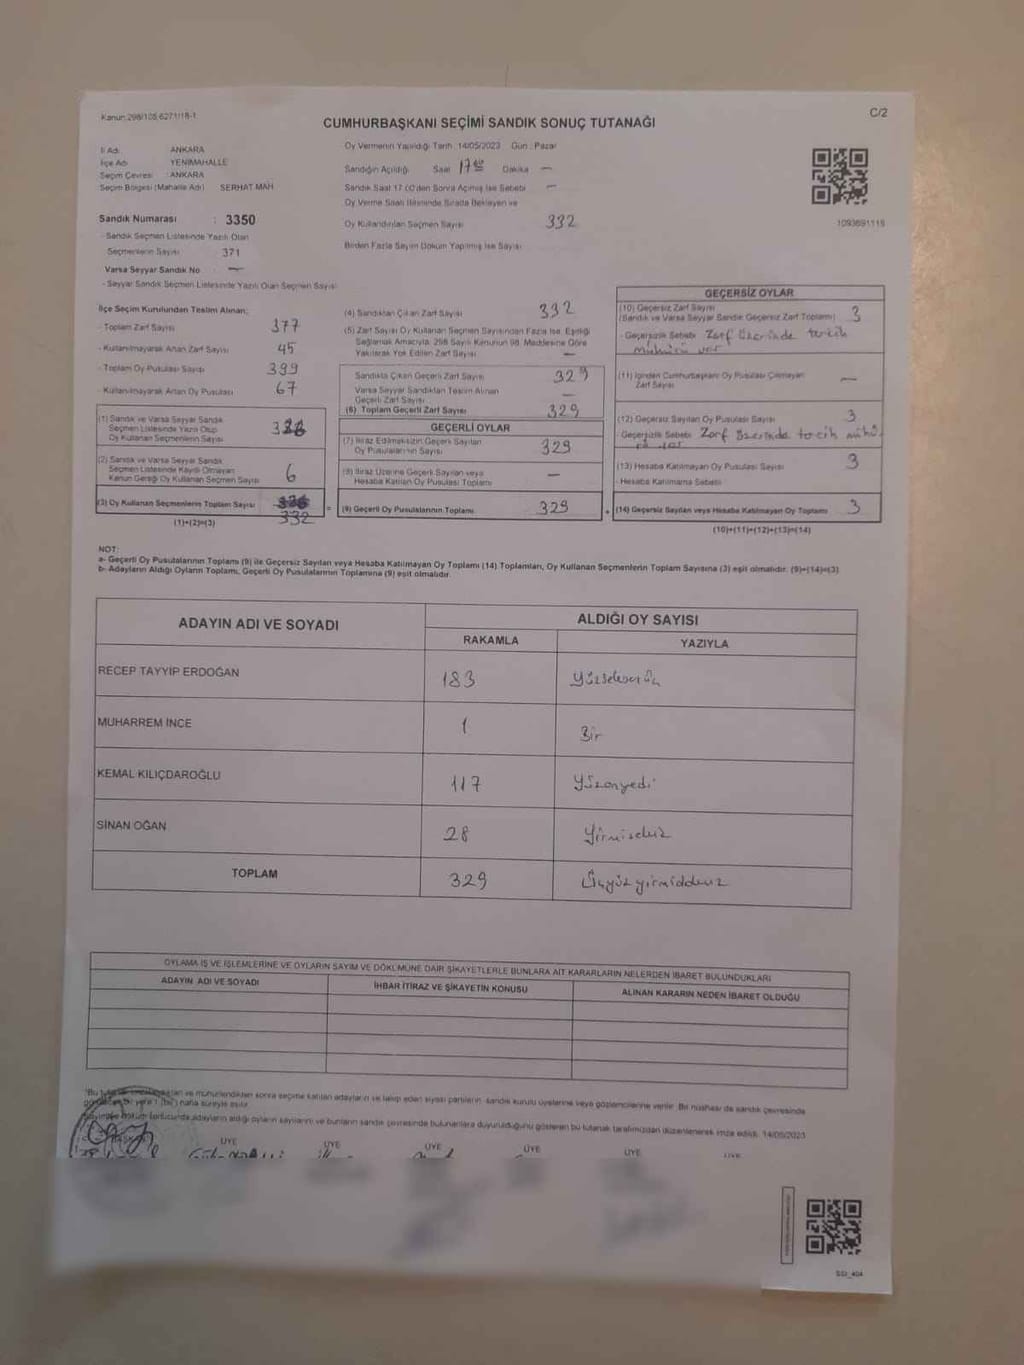 Kanun:298/105,6271/18-1
C/2
CUMHURBAŞKANI SEÇİMİ SANDIK SONUÇ TUTANAĞI
İl Adı : ANKARA
İlçe Adı : YENİMAHALLE
Seçim Çevresi : ANKARA
Seçim Bölgesi (Mahalle Adı) SERHAT MAH
Sandık Numarası : 3350
- Sandık Seçmen Listesinde Yazılı Olan
Seçmenlerin Sayısı 371
Varsa Seyyar Sandık No —
- Seyyar Sandık Seçmen Listesinde Yazılı Olan Seçmen Sayısı
Oy Vermenin Yapıldığı Tarih 14/05/2023 Gün : Pazar
Sandığın Açıldığı Saat 17 Dakika —
Sandık Saat 17.00'den Sonra Açılmış İse Sebebi —
Oy Verme Saati Bitiminde Sırada Bekleyen ve
Oy Kullandırılan Seçmen Sayısı 332
Birden Fazla Sayım Döküm Yapılmış İse Sayısı
1093691116
İlçe Seçim Kurulundan Teslim Alınan;
- Toplam Zarf Sayısı 377
- Kullanılmayarak Artan Zarf Sayısı 45
- Toplam Oy Pusulası Sayısı 399
- Kullanılmayarak Artan Oy Pusulası 67
(1) Sandık ve Varsa Seyyar Sandık
Seçmen Listesinde Yazılı Olup
Oy Kullanan Seçmenlerin Sayısı 326
(2) Sandık ve Varsa Seyyar Sandık
Seçmen Listesinde Kaydı Olmayan
Kanun Gereği Oy Kullanan Seçmen Sayısı 6
(3) Oy Kullanan Seçmenlerin Toplam Sayısı
332
(1)+(2)=(3)
(4) Sandıktan Çıkan Zarf Sayısı 332
(5) Zarf Sayısı Oy Kullanan Seçmen Sayısından Fazla İse, Eşitliği
Sağlamak Amacıyla, 298 Sayılı Kanunun 98. Maddesine Göre
Yakılarak Yok Edilen Zarf Sayısı —
Sandıkta Çıkan Geçerli Zarf Sayısı 329
Varsa Seyyar Sandıktan Teslim Alınan
Geçerli Zarf Sayısı —
(6) Toplam Geçerli Zarf Sayısı 329
GEÇERLİ OYLAR
(7) İtiraz Edilmeksizin Geçerli Sayılan
Oy Pusulalarının Sayısı 329
(8) İtiraz Üzerine Geçerli Sayılan veya
Hesaba Katılan Oy Pusulası Toplamı —
= (9) Geçerli Oy Pusulalarının Toplamı 329
GEÇERSİZ OYLAR
(10) Geçersiz Zarf Sayısı
(Sandık ve Varsa Seyyar Sandık Geçersiz Zarf Toplamı) 3
- Geçersizlik Sebebi Zarf üzerinde tercih
mührü var
(11) İçinden Cumhurbaşkanı Oy Pusulası Çıkmayan
Zarf Sayısı —
(12) Geçersiz Sayılan Oy Pusulası Sayısı 3
- Geçersizlik Sebebi Zarf üzerinde tercih mühü
rü var
(13) Hesaba Katılmayan Oy Pusulası Sayısı 3
- Hesaba Katılmama Sebebi
+ (14) Geçersiz Sayılan veya Hesaba Katılmayan Oy Toplamı 3
(10)+(11)+(12)+(13)=(14)
NOT:
a- Geçerli Oy Pusulalarının Toplamı (9) ile Geçersiz Sayılan veya Hesaba Katılmayan Oy Toplamı (14) Toplamları, Oy Kullanan Seçmenlerin Toplam Sayısına (3) eşit olmalıdır. (9)+(14)=(3)
b- Adayların Aldığı Oyların Toplamı, Geçerli Oy Pusulalarının Toplamına (9) eşit olmalıdır.
ADAYIN ADI VE SOYADI
ALDIĞI OY SAYISI
RAKAMLA YAZIYLA
RECEP TAYYİP ERDOĞAN 183 Yüzseksenüç
MUHARREM İNCE 1 Bir
KEMAL KILIÇDAROĞLU 117 Yüzonyedi
SİNAN OĞAN 28 Yirmisekiz
TOPLAM 329 Üçyüzyirmidokuz
OYLAMA İŞ VE İŞLEMLERİNE VE OYLARIN SAYIM VE DÖKÜMÜNE DAİR ŞİKAYETLERLE BUNLARA AİT KARARLARIN NELERDEN İBARET BULUNDUKLARI
ADAYIN ADI VE SOYADI İHBAR İTİRAZ VE ŞİKAYETİN KONUSU ALINAN KARARIN NEDEN İBARET OLDUĞU
ve mühürlendikten sonra seçime katılan adayların ve takip eden siyasi partilerin sandık kurulu üyelerine veya gözlemcilerine verilir. Bir nüshası da sandık çevresinde
adayların aldığı oyların sayılarını ve bunların sandık çevresinde bulunanlara duyurulduğunu gösteren bu tutanak tarafımızdan düzenlenerek imza edildi. 14/05/2023
ÜYE ÜYE ÜYE ÜYE ÜYE ÜYE
SSI_404